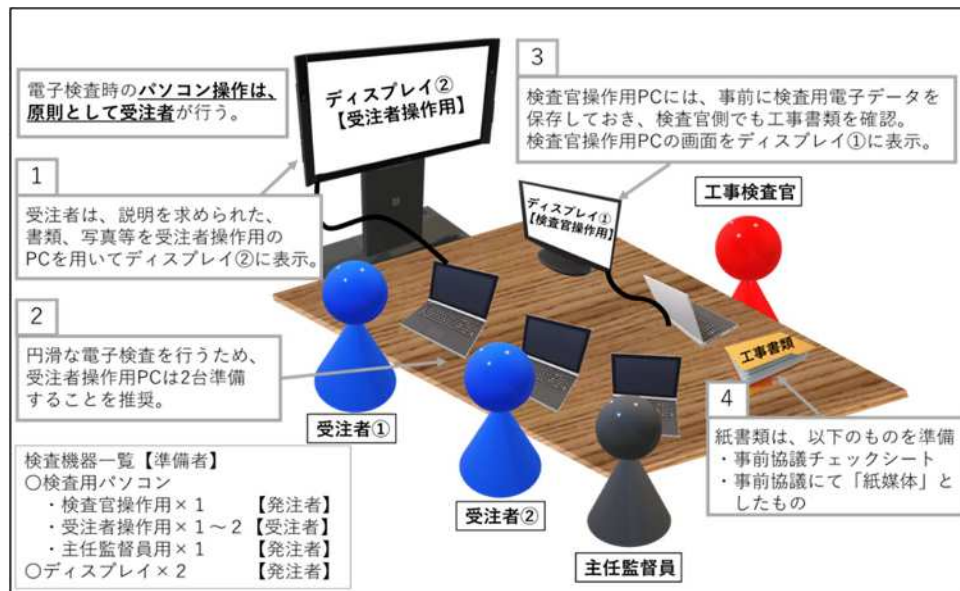 電子検査時のパソコン操作は、
原則として受注者が行う。
ディスプレイ②
【受注者操作用】
1
受注者は、説明を求められた、
書類、写真等を受注者操作用の
PCを用いてディスプレイ②に表示。
2
円滑な電子検査を行うため、
受注者操作用PCは2台準備
することを推奨。
3
検査官操作用PCには、事前に検査用電子データを
保存しておき、検査官側でも工事書類を確認。
検査官操作用PCの画面をディスプレイ①に表示。
ディスプレイ①
【検査官操作用】
工事検査官
工事書類
4
紙書類は、以下のものを準備
・事前協議チェックシート
・事前協議にて「紙媒体」と
したもの
受注者①
受注者②
主任監督員
検査機器一覧【準備者】
○検査用パソコン
・検査官操作用×1 【発注者】
・受注者操作用×1～2【受注者】
・主任監督員用×1 【発注者】
○ディスプレイ×2 【発注者】